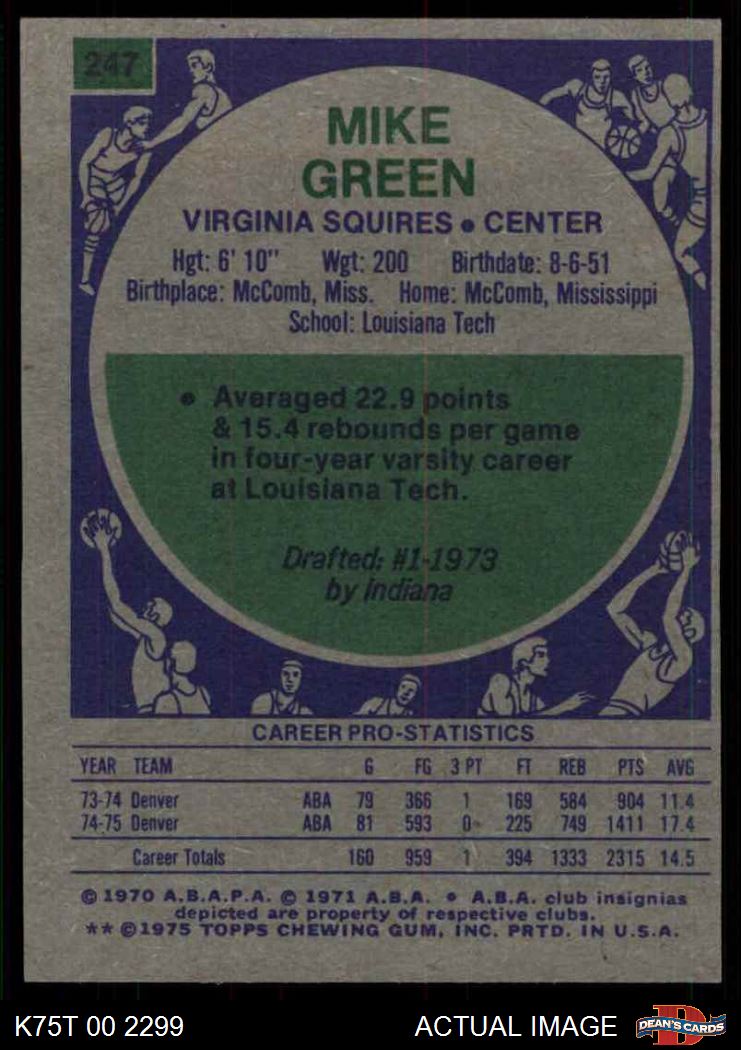 247
MIKE
GREEN
VIRGINIA SQUIRES • CENTER
Hgt: 6' 10" Wgt: 200 Birthdate: 8-6-51
Birthplace: McComb, Miss. Home: McComb, Mississippi
School: Louisiana Tech
• Averaged 22.9 points
& 15.4 rebounds per game
in four-year varsity career
at Louisiana Tech.
Drafted: #1-1973
by Indiana
CAREER PRO-STATISTICS
YEAR TEAM G FG 3 PT FT REB PTS AVG
73-74 Denver ABA 79 366 1 169 584 904 11.4
74-75 Denver ABA 81 593 0 225 749 1411 17.4
Career Totals 160 959 1 394 1333 2315 14.5
© 1970 A.B.A.P.A. © 1971 A.B.A. • A.B.A. club insignias
depicted are property of respective clubs.
** ©1975 TOPPS CHEWING GUM, INC. PRTD. IN U.S.A.
K75T 00 2299 ACTUAL IMAGE D DEAN'S CARDS